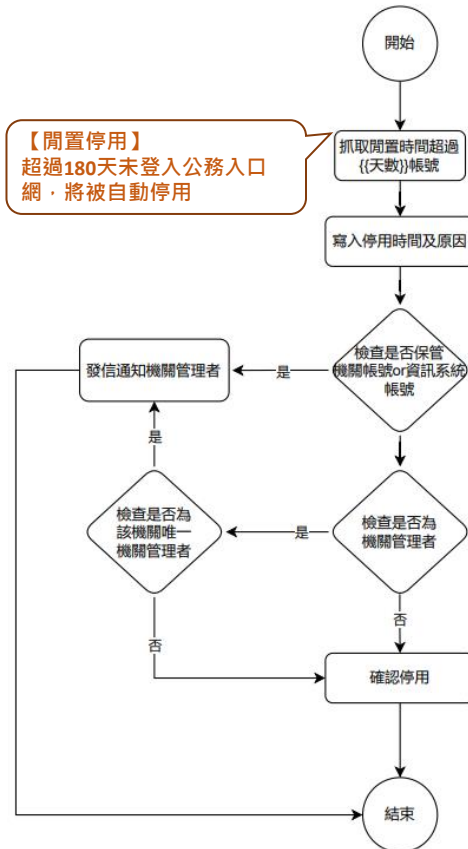 開始
【閒置停用】
超過180天未登入公務入口
網，將被自動停用
抓取閒置時間超過
{{天數}}帳號
寫入停用時間及原因
檢查是否保管
機關帳號or資訊系統
帳號
是
發信通知機關管理者
是
檢查是否為
該機關唯一
機關管理者
是
檢查是否為
機關管理者
否
否
確認停用
結束